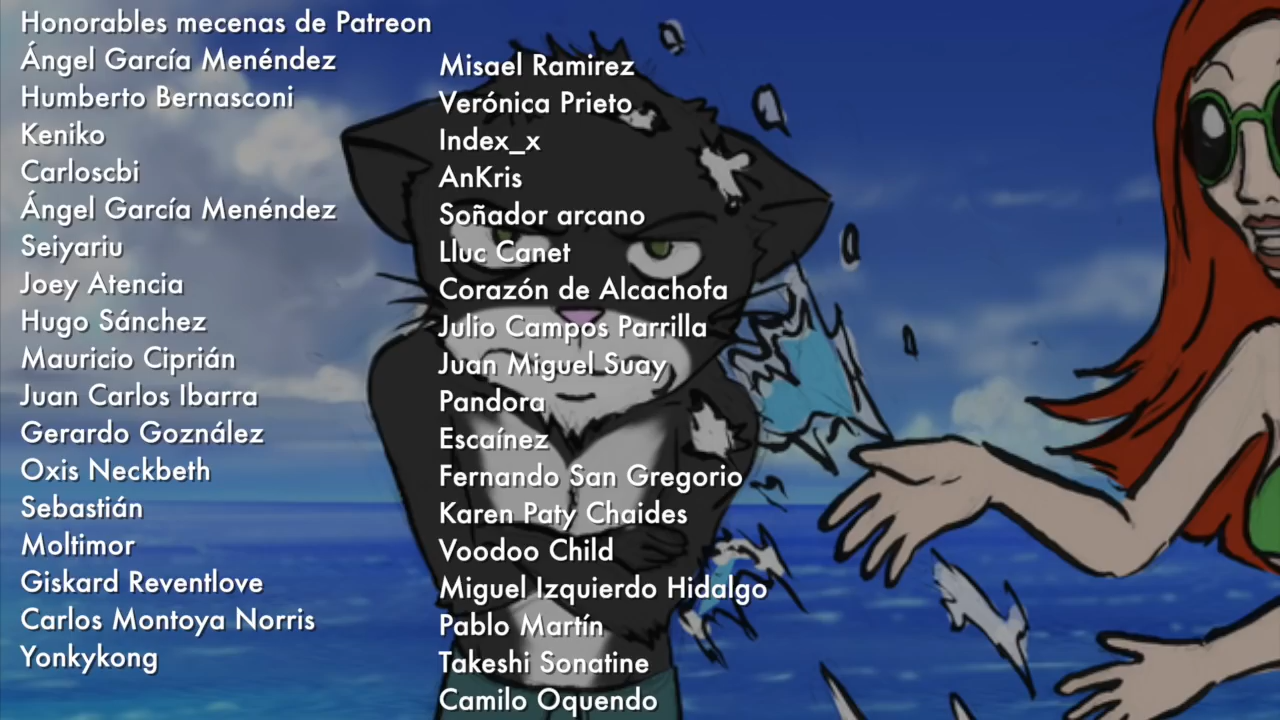 Honorables mecenas de Patreon
Ángel García Menéndez
Humberto Bernasconi
Keniko
Carloscbi
Ángel García Menéndez
Seiyariu
Joey Atencia
Hugo Sánchez
Mauricio Ciprián
Juan Carlos Ibarra
Gerardo Goznález
Oxis Neckbeth
Sebastián
Moltimor
Giskard Reventlove
Carlos Montoya Norris
Yonkykong
Misael Ramirez
Verónica Prieto
Index_x
AnKris
Soñador arcano
Lluc Canet
Corazón de Alcachofa
Julio Campos Parrilla
Juan Miguel Suay
Pandora
Escaínez
Fernando San Gregorio
Karen Paty Chaides
Voodoo Child
Miguel Izquierdo Hidalgo
Pablo Martín
Takeshi Sonatine
Camilo Oquendo